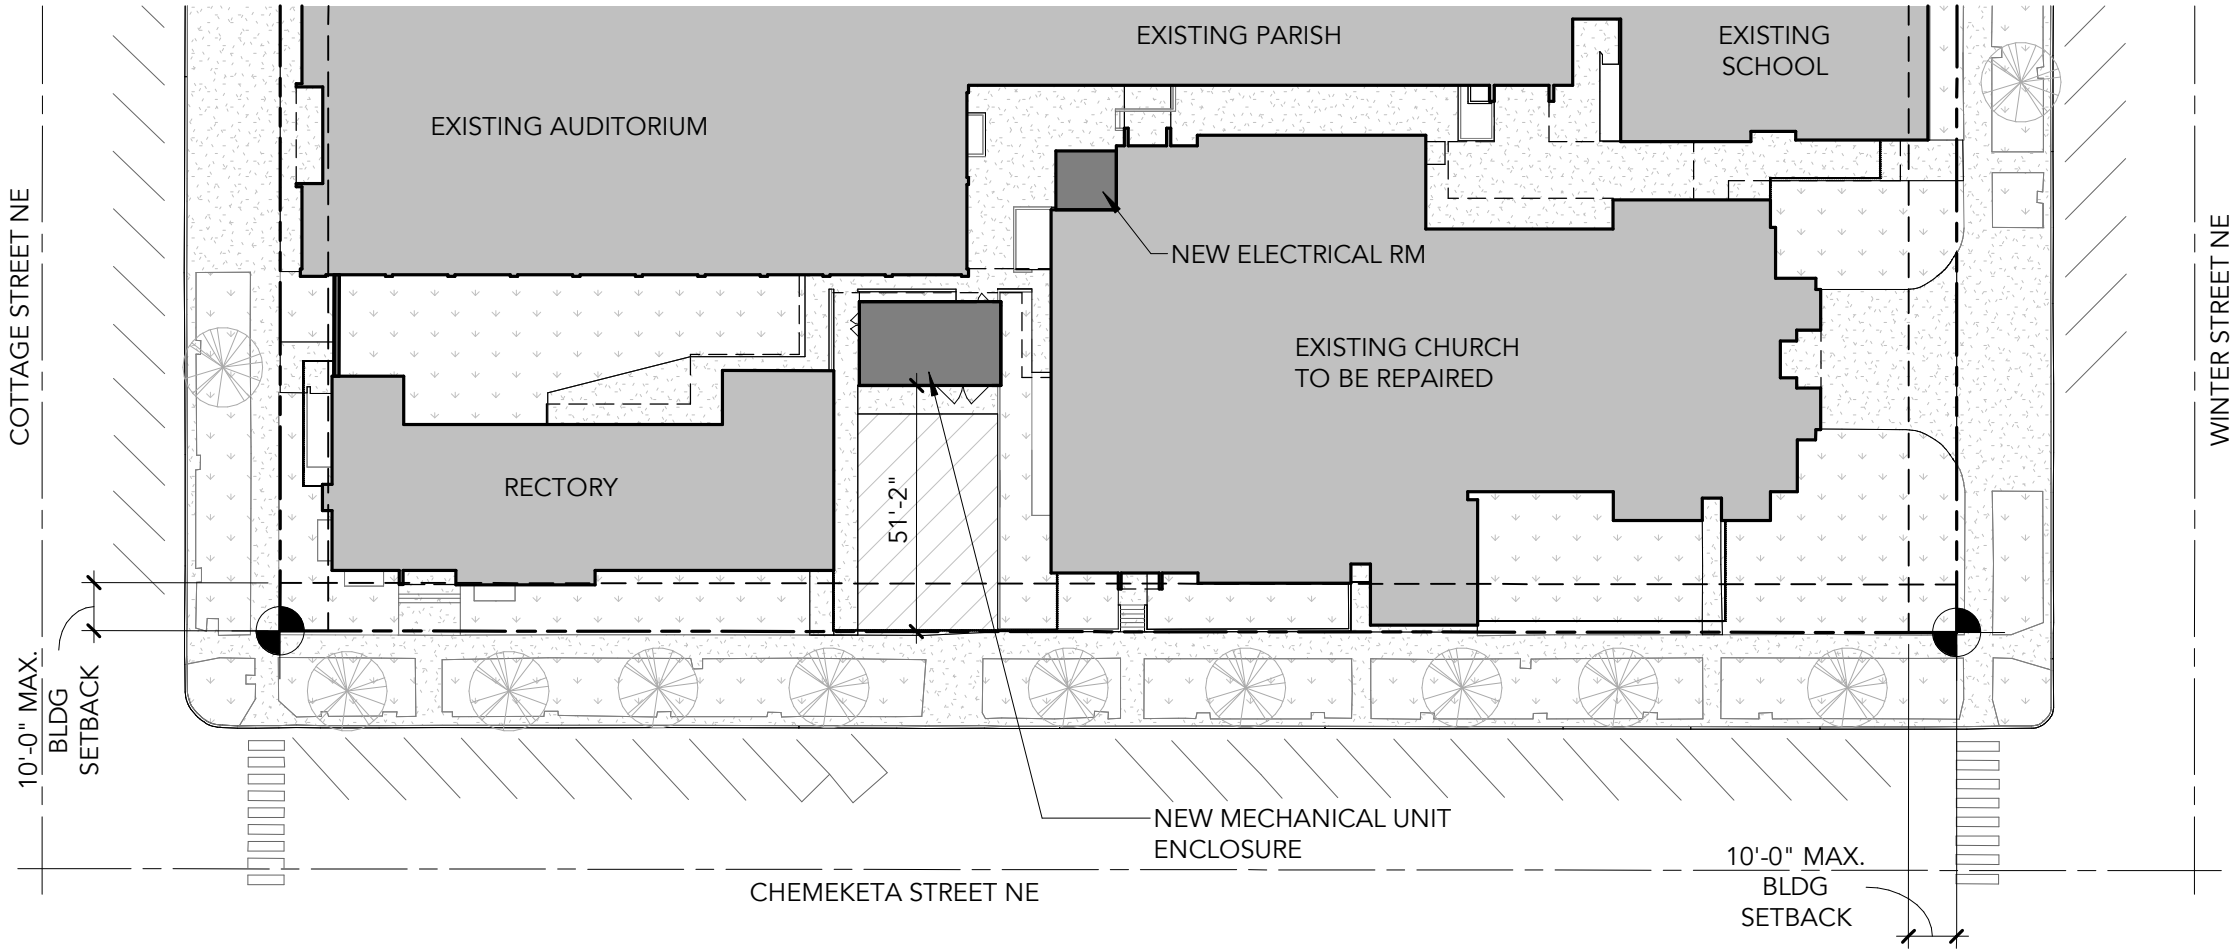 EXISTING PARISH
EXISTING
SCHOOL
EXISTING AUDITORIUM
COTTAGE STREET NE
WINTER STREET NE
NEW ELECTRICAL RM
EXISTING CHURCH
TO BE REPAIRED
RECTORY
51'-2"
10'-0" MAX.
BLDG
SETBACK
NEW MECHANICAL UNIT
ENCLOSURE
CHEMEKETA STREET NE
10'-0" MAX.
BLDG
SETBACK